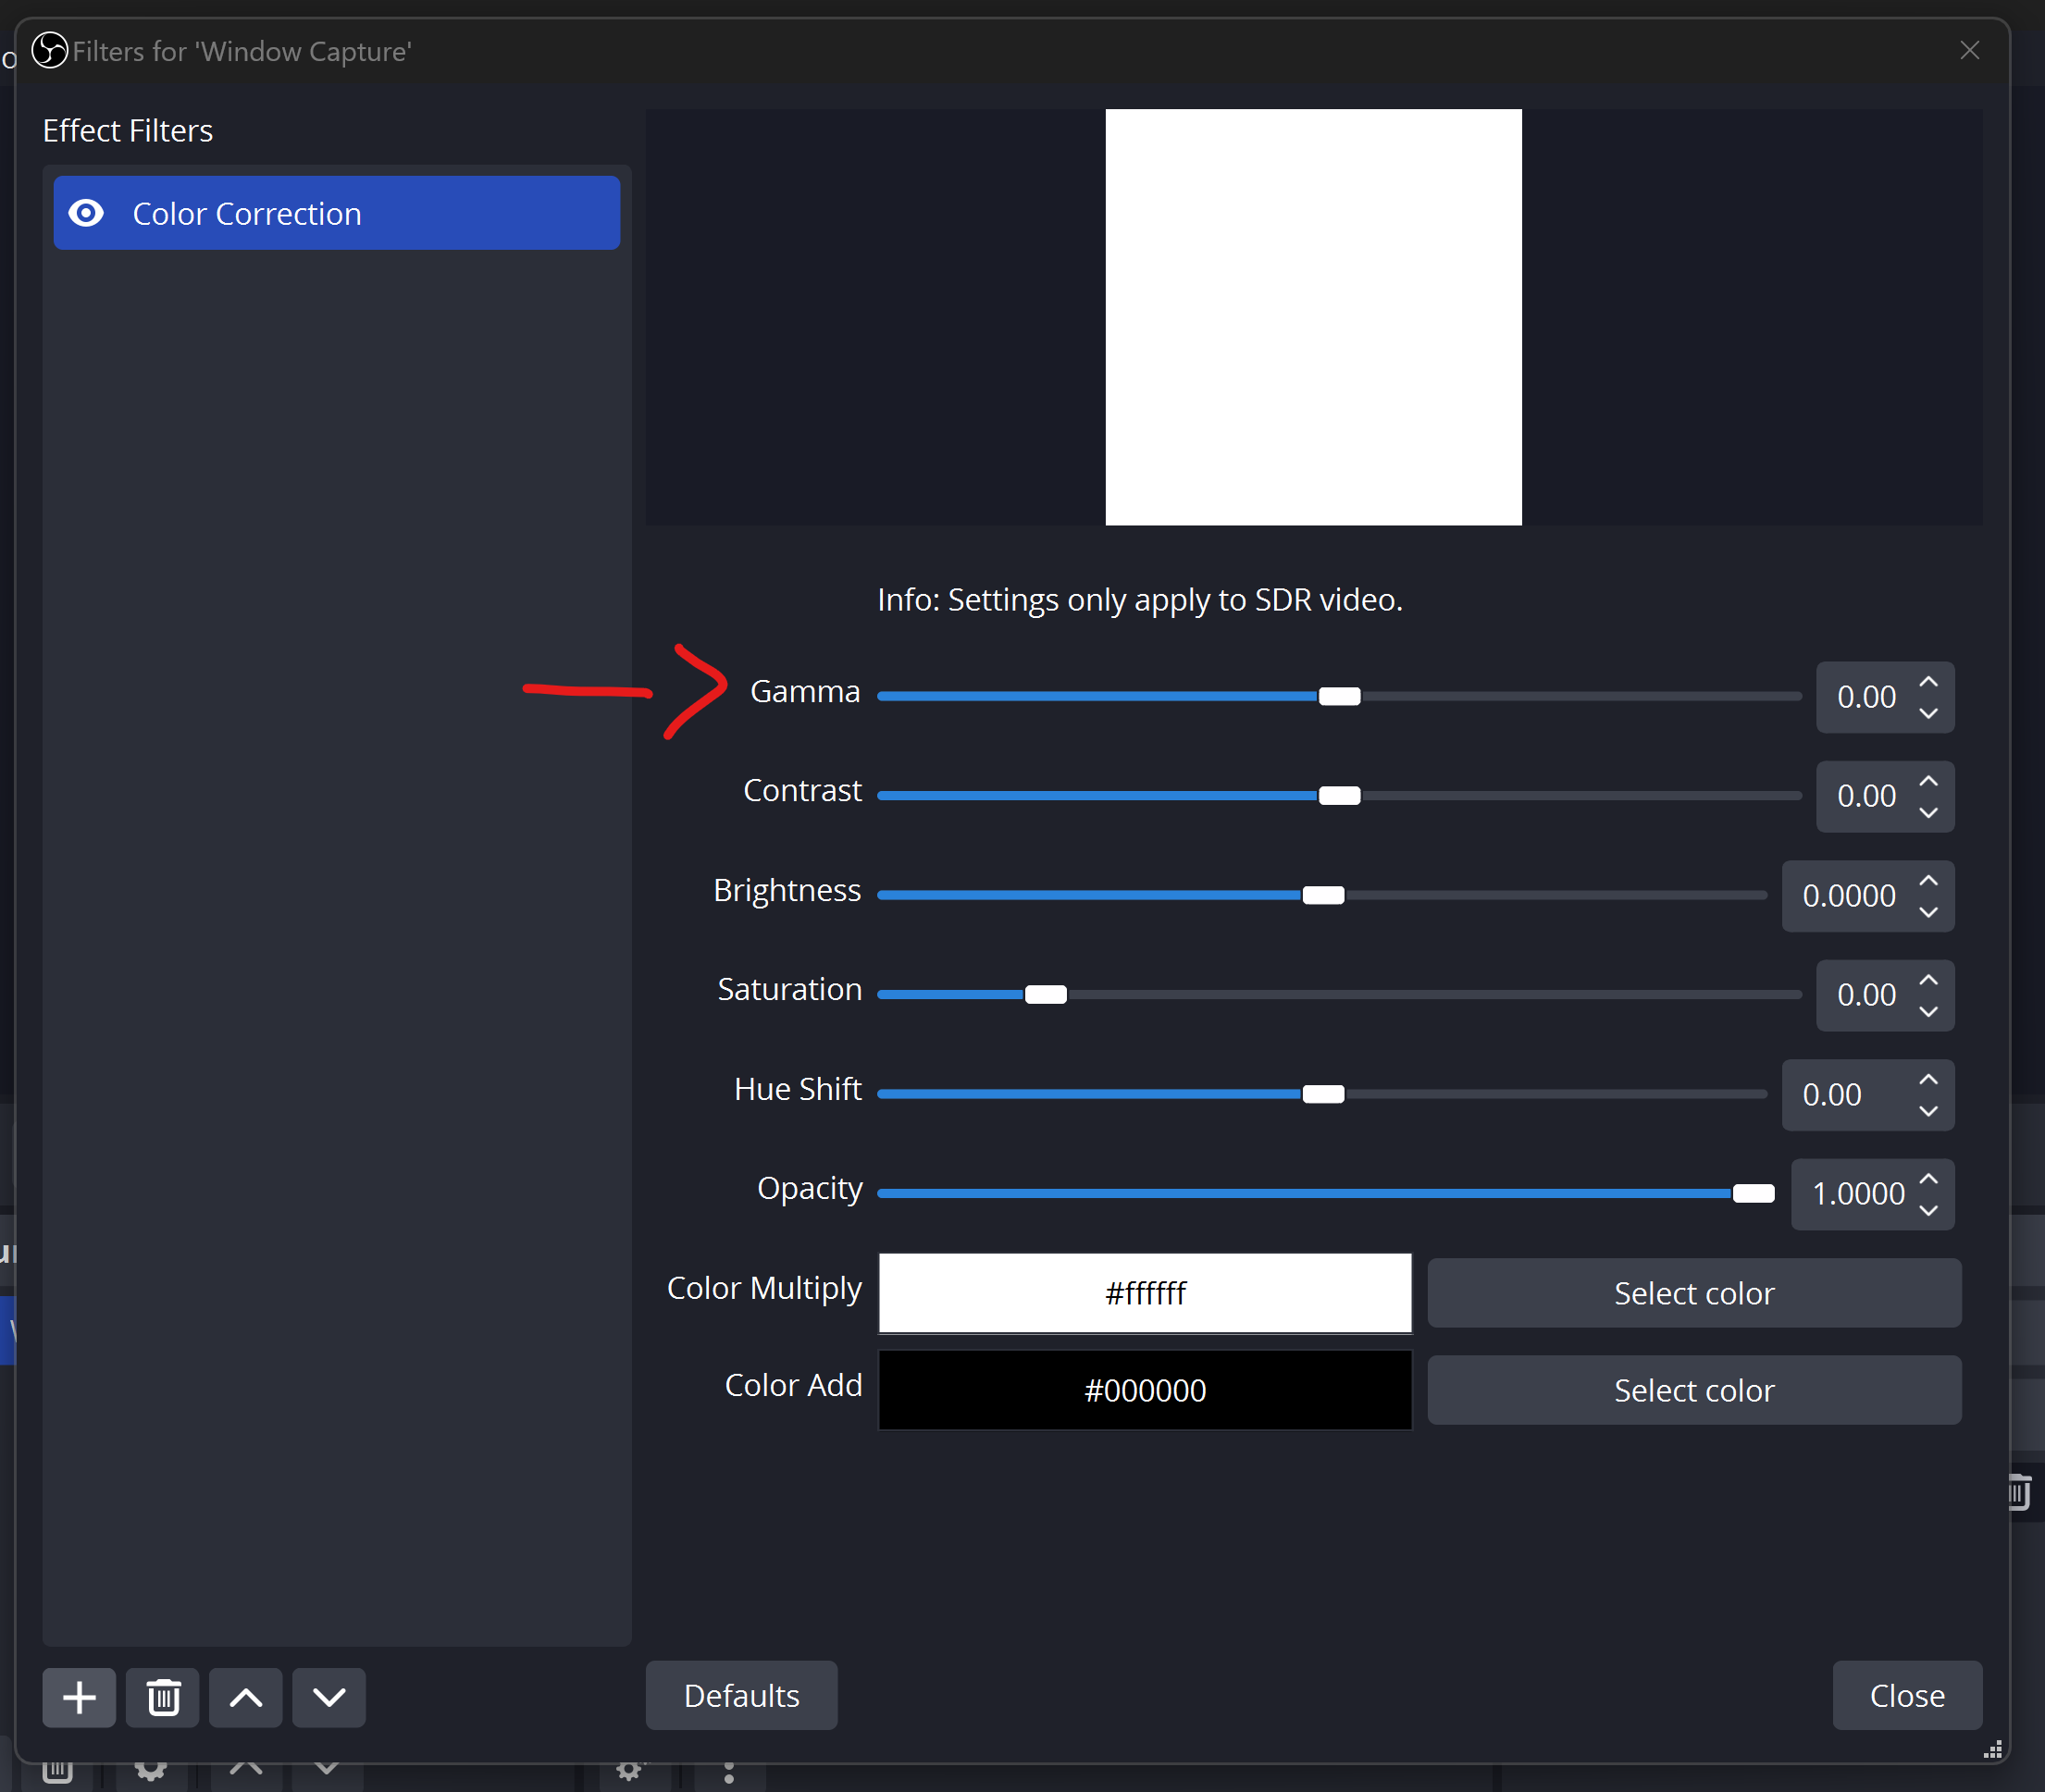 Filters for 'Window Capture'
Effect Filters
Color Correction
Info: Settings only apply to SDR video.
Gamma 0.00
Contrast 0.00
Brightness 0.0000
Saturation 0.00
Hue Shift 0.00
Opacity 1.0000
Color Multiply #ffffff Select color
Color Add #000000 Select color
Defaults Close